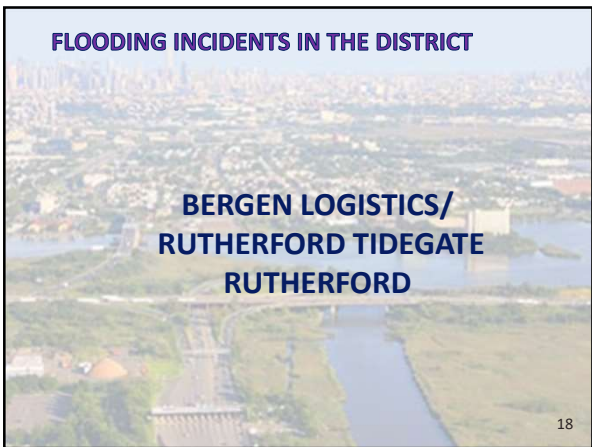 FLOODING INCIDENTS IN THE DISTRICT
BERGEN LOGISTICS/
RUTHERFORD TIDEGATE
RUTHERFORD
18